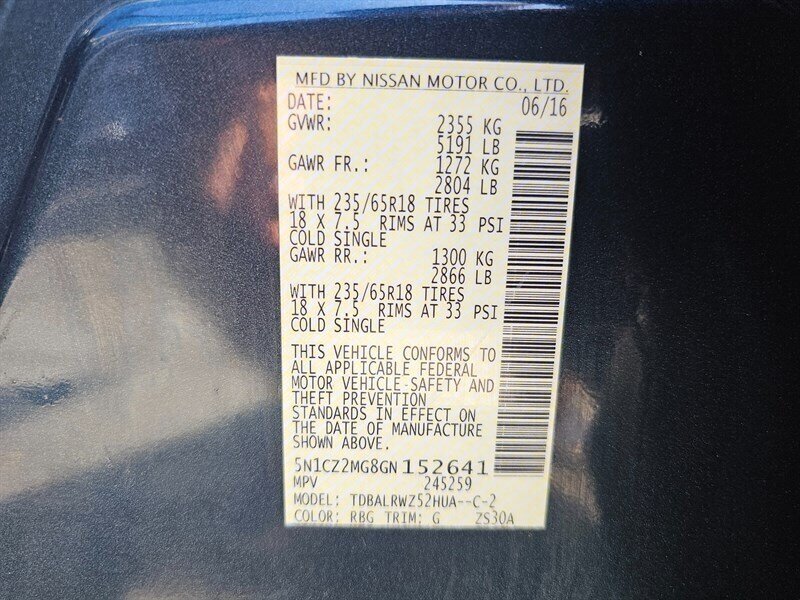 MFD BY NISSAN MOTOR CO., LTD.
DATE: 06/16
GVWR: 2355 KG
5191 LB
GAWR FR.: 1272 KG
2804 LB
WITH 235/65R18 TIRES
18 X 7.5 RIMS AT 33 PSI
COLD SINGLE
GAWR RR.: 1300 KG
2866 LB
WITH 235/65R18 TIRES
18 X 7.5 RIMS AT 33 PSI
COLD SINGLE
THIS VEHICLE CONFORMS TO
ALL APPLICABLE FEDERAL
MOTOR VEHICLE SAFETY AND
THEFT PREVENTION
STANDARDS IN EFFECT ON
THE DATE OF MANUFACTURE
SHOWN ABOVE.
5N1CZ2MG8GN152641
MPV 245259
MODEL: TDBALRWZ52HUA--C-2
COLOR: RBG TRIM: G ZS30A